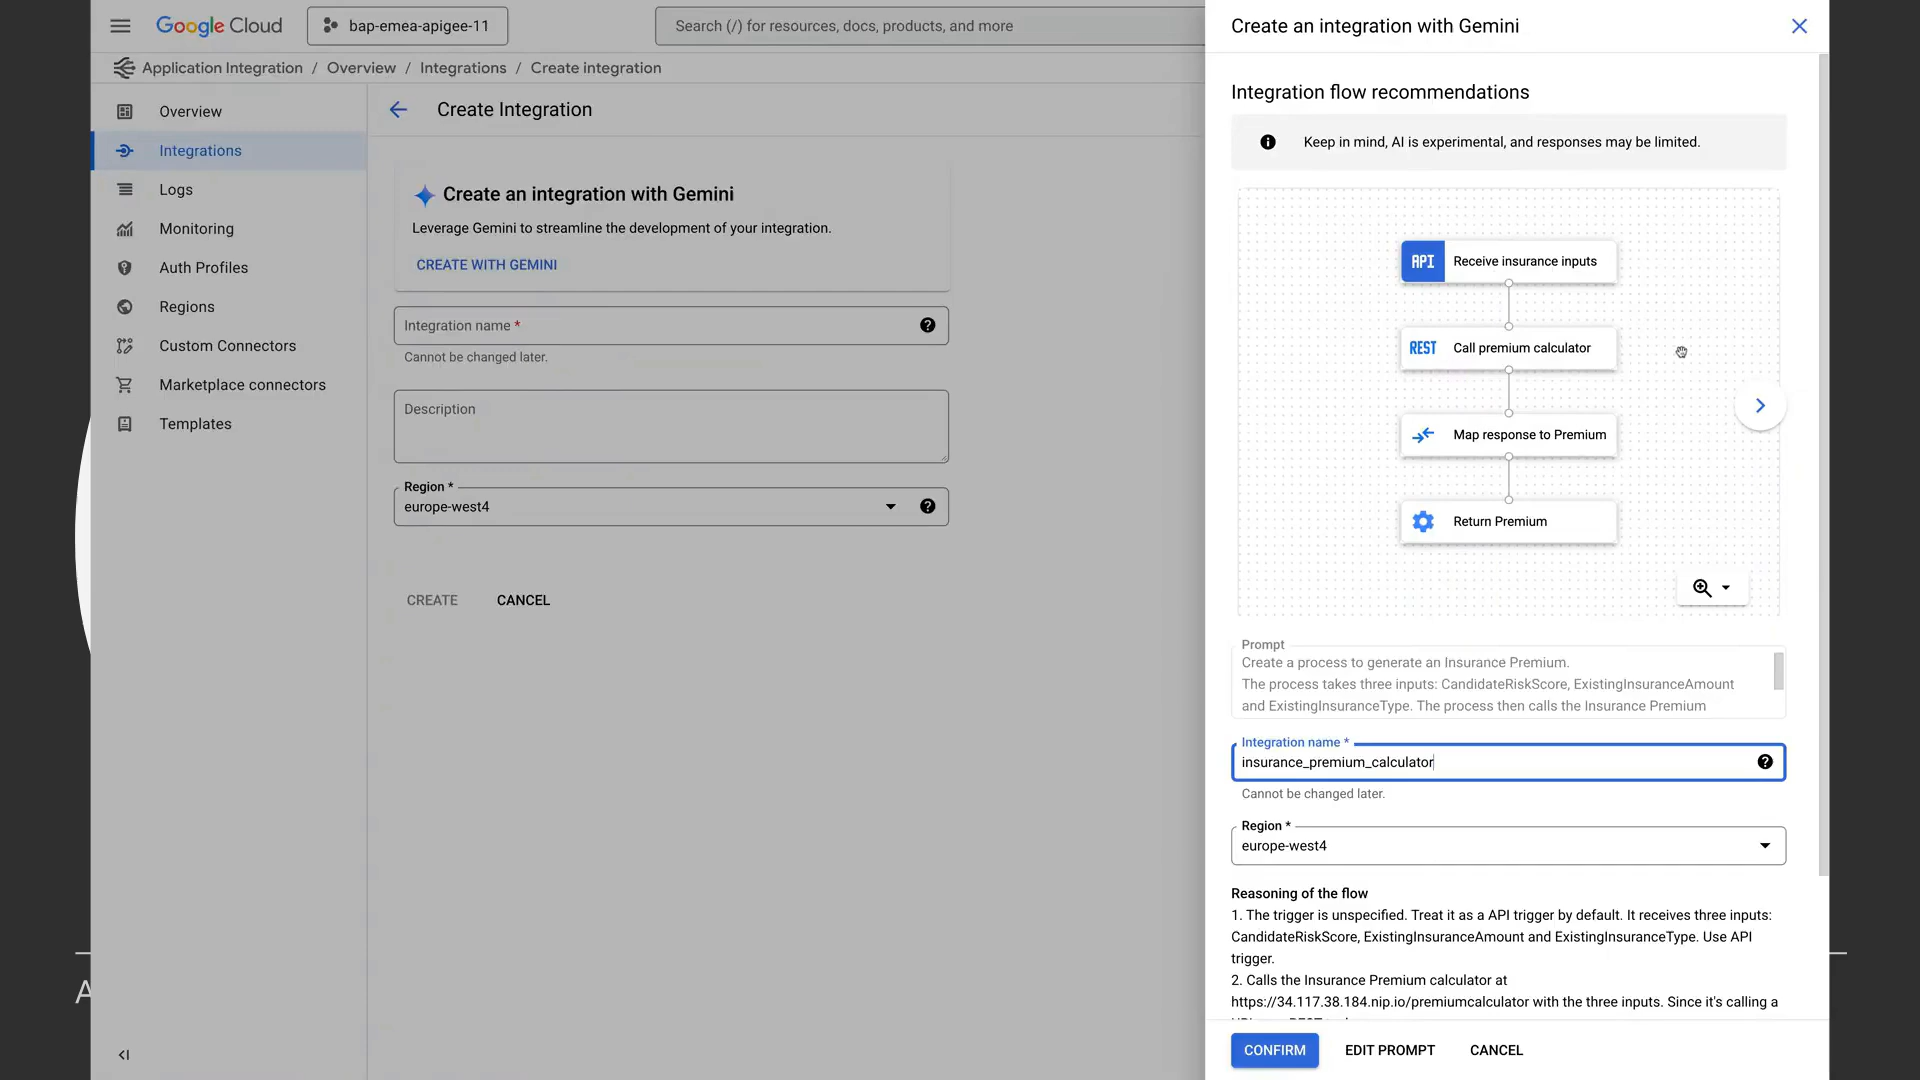 Google Cloud
bap-emea-apigee-11
Search (/) for resources, docs, products, and more
Application Integration / Overview / Integrations / Create integration
Overview
Integrations
Logs
Monitoring
Auth Profiles
Regions
Custom Connectors
Marketplace connectors
Templates
Create Integration
Create an integration with Gemini
Leverage Gemini to streamline the development of your integration.
CREATE WITH GEMINI
Integration name *
Cannot be changed later.
Description
Region *
europe-west4
CREATE
CANCEL
A
Create an integration with Gemini
Integration flow recommendations
Keep in mind, AI is experimental, and responses may be limited.
API Receive insurance inputs
REST Call premium calculator
Map response to Premium
Return Premium
Prompt
Create a process to generate an Insurance Premium.
The process takes three inputs: CandidateRiskScore, ExistingInsuranceAmount
and ExistingInsuranceType. The process then calls the Insurance Premium
Integration name *
insurance_premium_calculator
Cannot be changed later.
Region *
europe-west4
Reasoning of the flow
1. The trigger is unspecified. Treat it as a API trigger by default. It receives three inputs:
CandidateRiskScore, ExistingInsuranceAmount and ExistingInsuranceType. Use API
trigger.
2. Calls the Insurance Premium calculator at
https://34.117.38.184.nip.io/premiumcalculator with the three inputs. Since it's calling a
CONFIRM
EDIT PROMPT
CANCEL